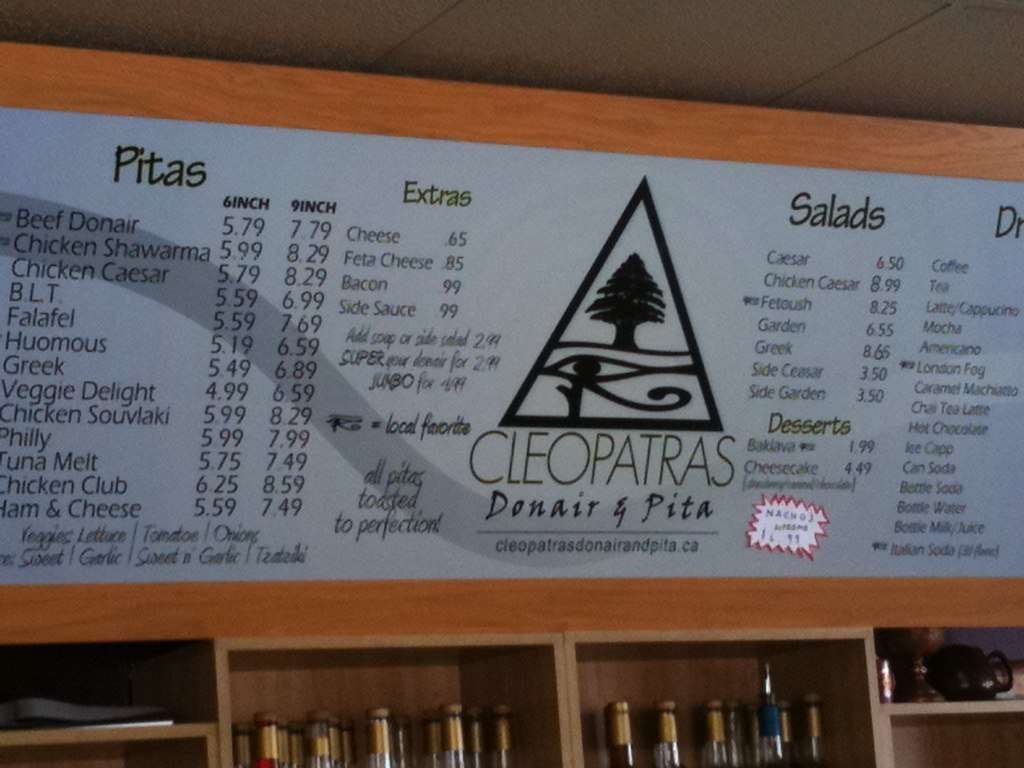 Pitas
6INCH 9INCH
Beef Donair 5.79 7.79
Chicken Shawarma 5.99 8.29
Chicken Caesar 5.79 8.29
B.L.T. 5.59 6.99
Falafel 5.59 7.69
Huomous 5.19 6.59
Greek 5.49 6.89
Veggie Delight 4.99 6.59
Chicken Souvlaki 5.99 8.29
Philly 5.99 7.99
Tuna Melt 5.75 7.49
Chicken Club 6.25 8.59
Ham & Cheese 5.59 7.49
Veggies: Lettuce | Tomatoe | Onions
Sweet | Garlic | Sweet n' Garlic | Tzatziki
Extras
Cheese .65
Feta Cheese .85
Bacon .99
Side Sauce .99
Add soup or side salad 2.99
SUPER your donair for 2.99
JUMBO for 4.99
= local favorite
all pitas
toasted
to perfection!
CLEOPATRAS
Donair & Pita
cleopatrasdonairandpita.ca
Salads
Caesar 6.50
Chicken Caesar 8.99
Fetoush 8.25
Garden 6.55
Greek 8.65
Side Ceasar 3.50
Side Garden 3.50
Desserts
Baklava 1.99
Cheesecake 4.49
NACHOS
Dr
Coffee
Tea
Latte/Cappucino
Mocha
Americano
London Fog
Caramel Machiatto
Chai Tea Latte
Hot Chocolate
Ice Capp
Can Soda
Bottle Soda
Bottle Water
Bottle Milk/Juice
Italian Soda